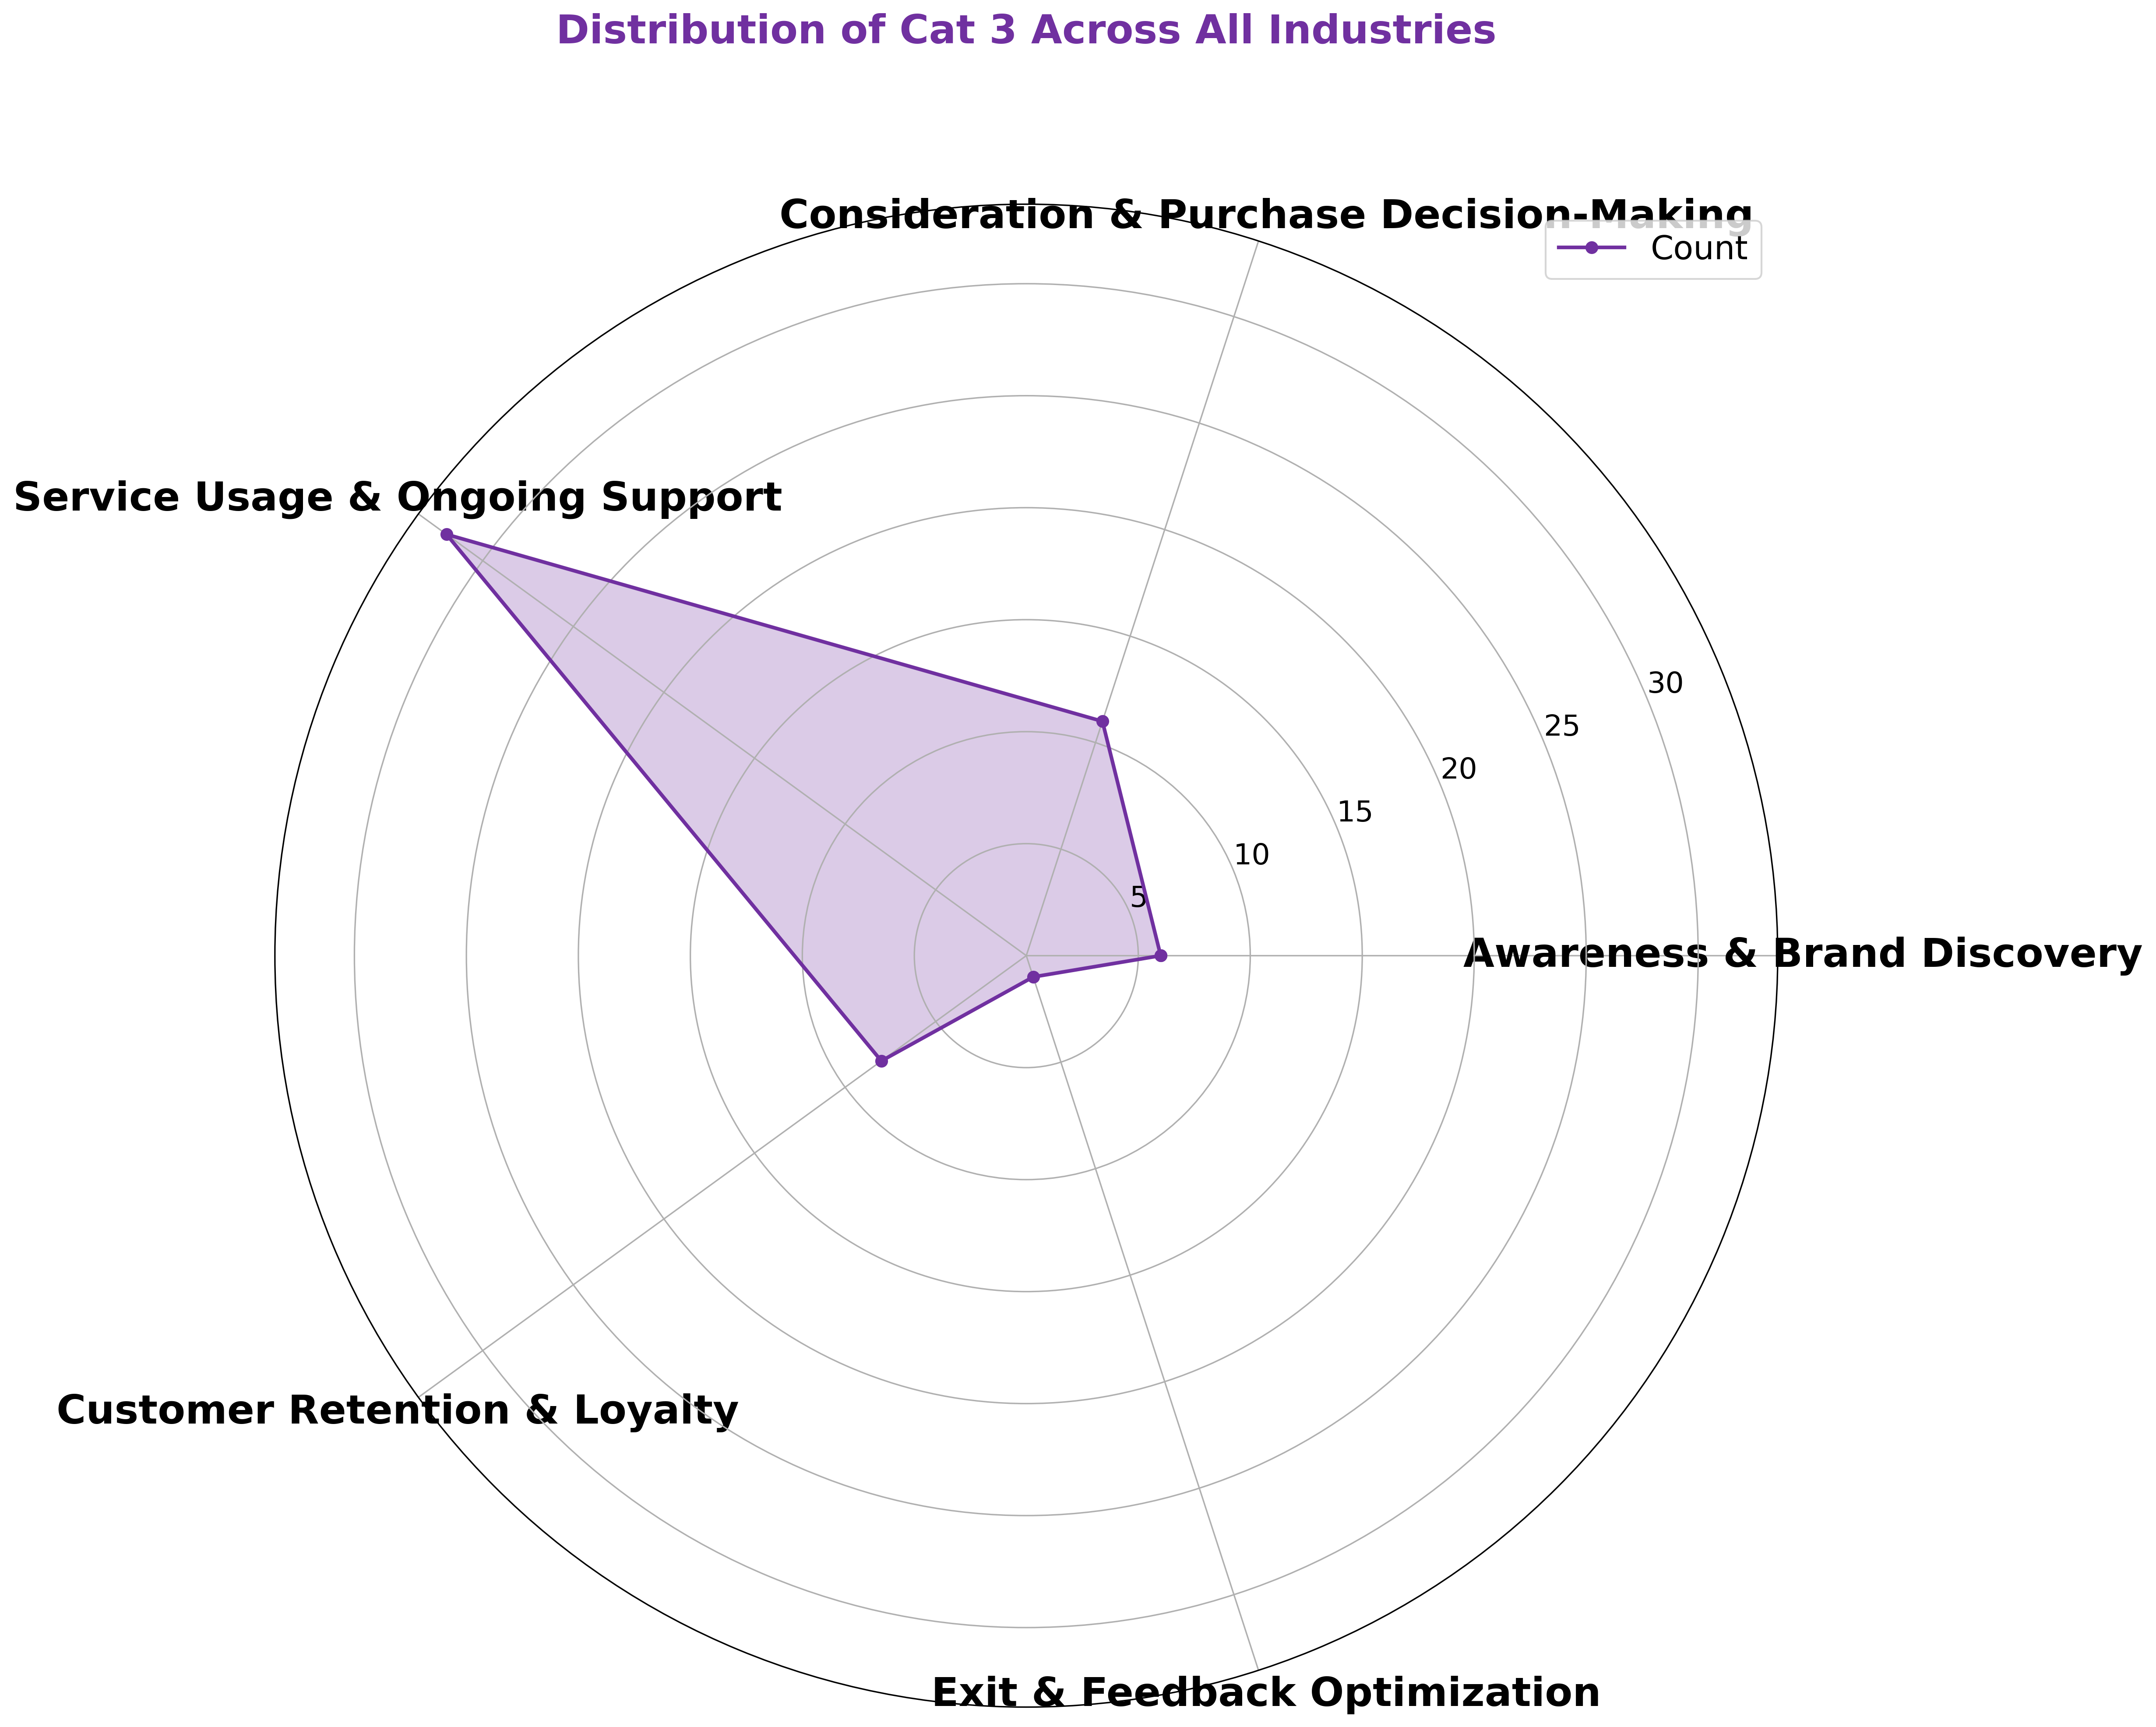 Distribution of Cat 3 Across All Industries
Consideration & Purchase Decision-Making
Count
Service Usage & Ongoing Support
30
25
20
15
10
5
Awareness & Brand Discovery
Customer Retention & Loyalty
Exit & Feedback Optimization